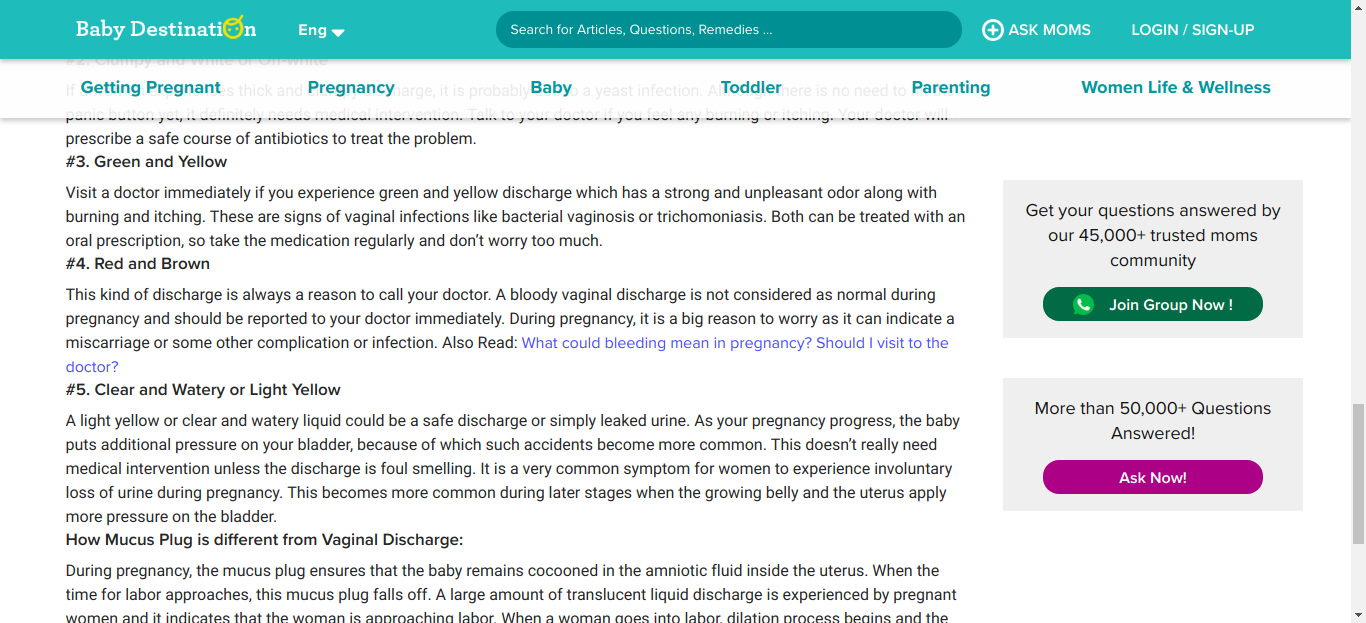 Baby Destination
Eng
Search for Articles, Questions, Remedies ...
ASK MOMS
LOGIN / SIGN-UP
#2. Clumpy and White or Off-white
Getting Pregnant
Pregnancy
Baby
Toddler
Parenting
Women Life & Wellness
If thick and discharge, it is probably a yeast infection. there is no need to
panic button yet, it definitely needs medical intervention. Talk to your doctor if you feel any burning or itching. Your doctor will
prescribe a safe course of antibiotics to treat the problem.
#3. Green and Yellow
Visit a doctor immediately if you experience green and yellow discharge which has a strong and unpleasant odor along with
burning and itching. These are signs of vaginal infections like bacterial vaginosis or trichomoniasis. Both can be treated with an
oral prescription, so take the medication regularly and don’t worry too much.
#4. Red and Brown
This kind of discharge is always a reason to call your doctor. A bloody vaginal discharge is not considered as normal during
pregnancy and should be reported to your doctor immediately. During pregnancy, it is a big reason to worry as it can indicate a
miscarriage or some other complication or infection. Also Read: What could bleeding mean in pregnancy? Should I visit to the
doctor?
#5. Clear and Watery or Light Yellow
A light yellow or clear and watery liquid could be a safe discharge or simply leaked urine. As your pregnancy progress, the baby
puts additional pressure on your bladder, because of which such accidents become more common. This doesn’t really need
medical intervention unless the discharge is foul smelling. It is a very common symptom for women to experience involuntary
loss of urine during pregnancy. This becomes more common during later stages when the growing belly and the uterus apply
more pressure on the bladder.
How Mucus Plug is different from Vaginal Discharge:
During pregnancy, the mucus plug ensures that the baby remains cocooned in the amniotic fluid inside the uterus. When the
time for labor approaches, this mucus plug falls off. A large amount of translucent liquid discharge is experienced by pregnant
women and it indicates that the woman is approaching labor. When a woman goes into labor, dilation process begins and the
Get your questions answered by
our 45,000+ trusted moms
community
Join Group Now !
More than 50,000+ Questions
Answered!
Ask Now!